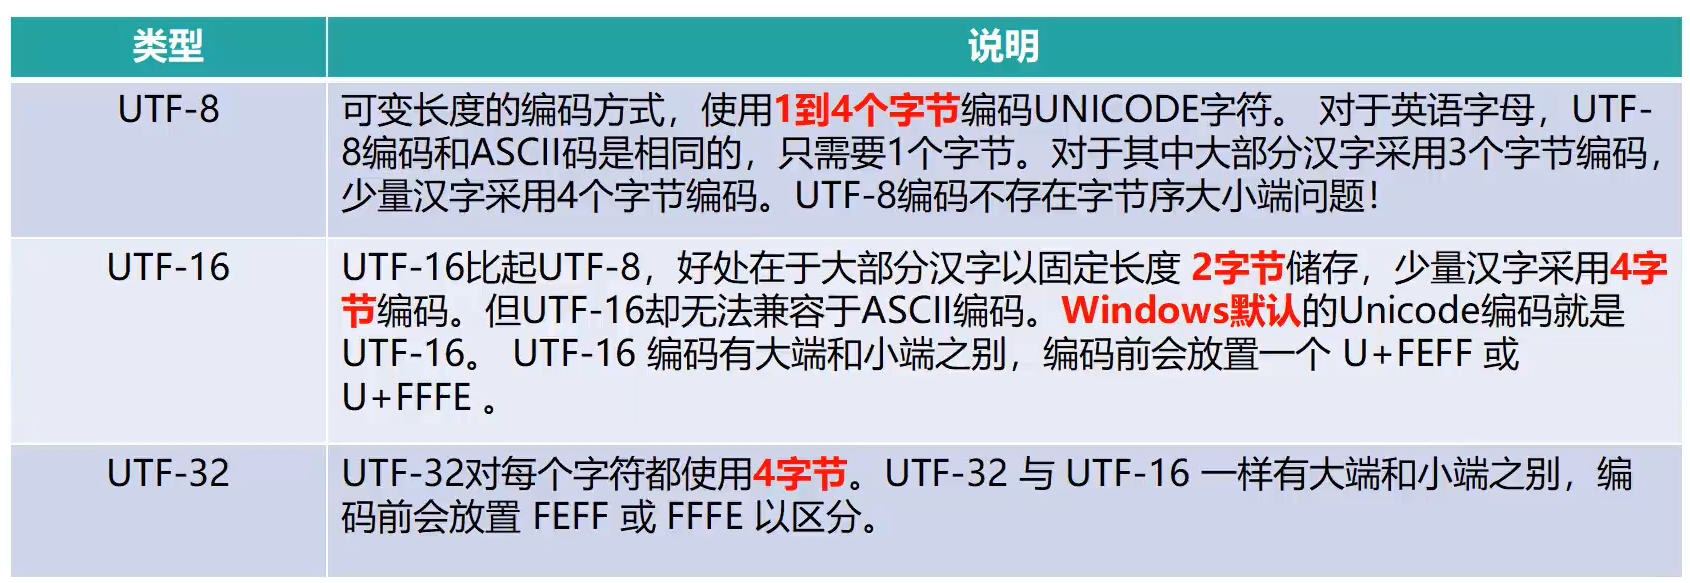 类型
说明
UTF-8
可变长度的编码方式，使用1到4个字节编码UNICODE字符。 对于英语字母，UTF-
8编码和ASCII码是相同的，只需要1个字节。对于其中大部分汉字采用3个字节编码，
少量汉字采用4个字节编码。UTF-8编码不存在字节序大小端问题！
UTF-16
UTF-16比起UTF-8，好处在于大部分汉字以固定长度 2字节储存，少量汉字采用4字
节编码。但UTF-16却无法兼容于ASCII编码。Windows默认的Unicode编码就是
UTF-16。 UTF-16 编码有大端和小端之别，编码前会放置一个 U+FEFF 或
U+FFFE 。
UTF-32
UTF-32对每个字符都使用4字节。UTF-32 与 UTF-16 一样有大端和小端之别，编
码前会放置 FEFF 或 FFFE 以区分。